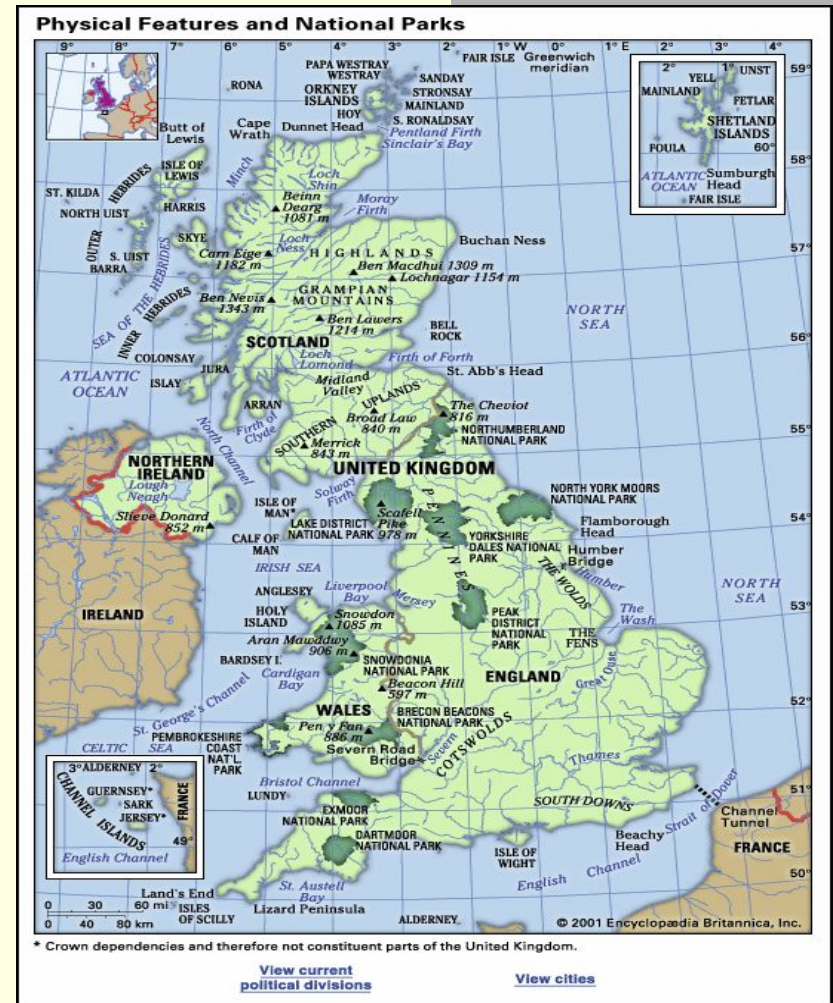 Physical Features and National Parks
9° 8° 7° 6° 5° 4° 3° 2° 1° W 0° 1° E 2° 3° 4°
Greenwich
meridian
FAIR ISLE
PAPA WESTRAY
WESTRAY
SANDAY
ORKNEY
ISLANDS
STRONSAY
MAINLAND
HOY
S. RONALDSAY
RONA
Cape
Wrath
Dunnet Head
Pentland Firth
Sinclair's Bay
Butt of
Lewis
59°
2° 1°
UNST
YELL
MAINLAND
FETLAR
SHETLAND
ISLANDS
60°
FOULA
ATLANTIC
OCEAN
Sumburgh
Head
FAIR ISLE
58°
ISLE OF
LEWIS
Minch
Loch
Shin
HEBRIDES
ST. KILDA
HARRIS
NORTH UIST
OUTER
Beinn
Dearg
1081 m
Moray
Firth
SKYE
S. UIST
BARRA
Loch
Ness
HIGHLANDS
Buchan Ness
57°
Carn Eige
1182 m
Ben Macdhui 1309 m
Lochnagar 1154 m
GRAMPIAN
MOUNTAINS
SEA OF THE HEBRIDES
Ben Nevis
1343 m
Ben Lawers
1214 m
INNER HEBRIDES
NORTH
SEA
SCOTLAND
BELL
ROCK
56°
COLONSAY
JURA
Loch
Lomond
Firth of Forth
ATLANTIC
OCEAN
ISLAY
Midland
Valley
St. Abb's Head
ARRAN
SOUTHERN UPLANDS
The Cheviot
816 m
Broad Law
840 m
North Channel
Firth of
Clyde
Merrick
843 m
NORTHUMBERLAND
NATIONAL PARK
55°
NORTHERN
IRELAND
UNITED KINGDOM
Lough
Neagh
Solway
Firth
Slieve Donard
852 m
ISLE OF
MAN*
PENNINES
Scafell
Pike
978 m
LAKE DISTRICT
NATIONAL PARK
NORTH YORK MOORS
NATIONAL PARK
Flamborough
Head
54°
CALF OF
MAN
YORKSHIRE
DALES NATIONAL
PARK
Humber
Bridge
IRISH SEA
THE WOLDS
Humber
ANGLESEY
Liverpool
Bay
Mersey
NORTH
SEA
IRELAND
HOLY
ISLAND
Snowdon
1085 m
PEAK
DISTRICT
NATIONAL
PARK
The
Wash
53°
Aran Mawddwy
906 m
THE
FENS
BARDSEY I.
SNOWDONIA
NATIONAL PARK
Cardigan
Bay
Beacon Hill
597 m
ENGLAND
Great Ouse
St. George's Channel
WALES
BRECON BEACONS
NATIONAL PARK
52°
Pen y Fan
886 m
PEMBROKESHIRE
COAST
NAT'L.
PARK
CELTIC SEA
Severn Road
Bridge
Severn
COTSWOLDS
Thames
3° ALDERNEY 2°
GUERNSEY*
SARK
JERSEY*
CHANNEL ISLANDS
FRANCE
49°
English Channel
Bristol Channel
LUNDY
SOUTH DOWNS
Strait of Dover
51°
EXMOOR
NATIONAL PARK
Channel
Tunnel
DARTMOOR
NATIONAL PARK
Beachy
Head
FRANCE
ISLE OF
WIGHT
English Channel
50°
Land's End
St. Austell
Bay
0 30 60 mi
0 40 80 km
ISLES
OF SCILLY
Lizard Peninsula
ALDERNEY
© 2001 Encyclopædia Britannica, Inc.
* Crown dependencies and therefore not constituent parts of the United Kingdom.
View current
political divisions
View cities